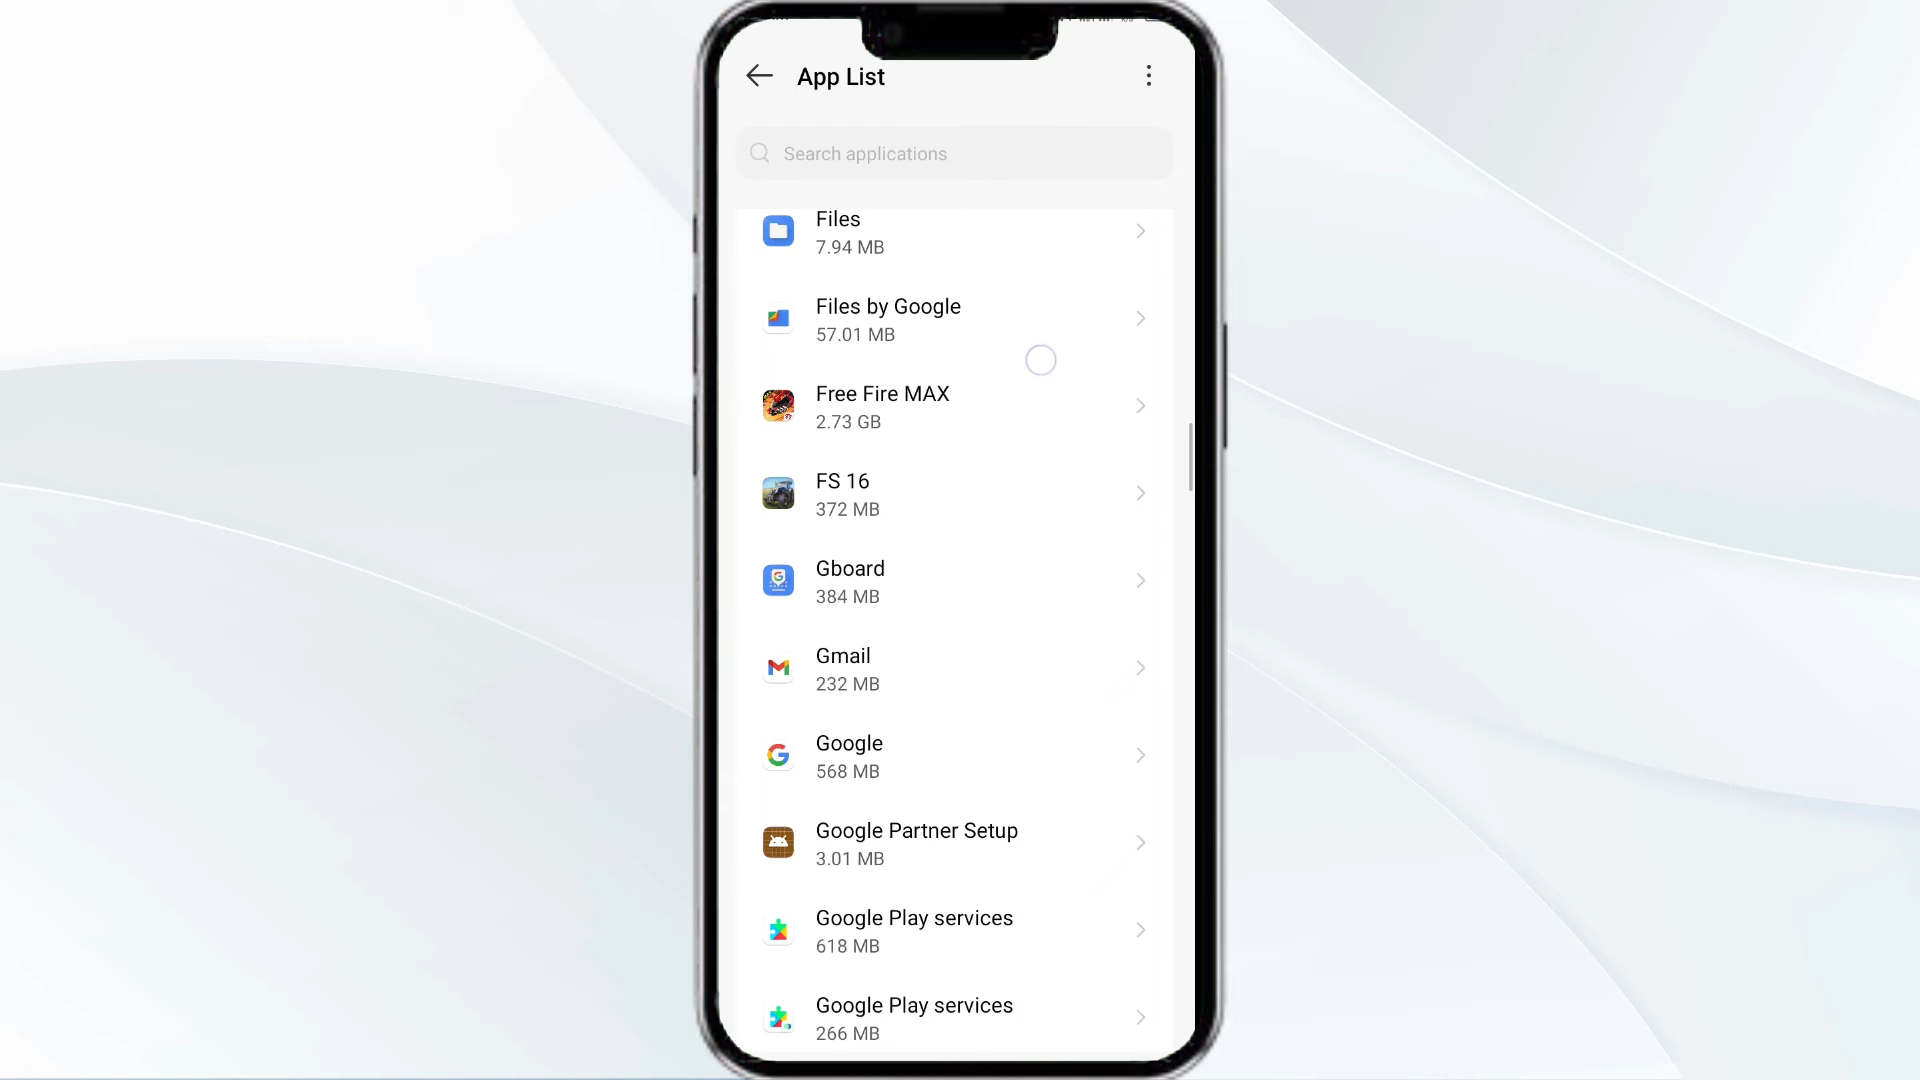 App List
Search applications
Files
7.94 MB
Files by Google
57.01 MB
Free Fire MAX
2.73 GB
FS 16
372 MB
Gboard
384 MB
Gmail
232 MB
Google
568 MB
Google Partner Setup
3.01 MB
Google Play services
618 MB
Google Play services
266 MB